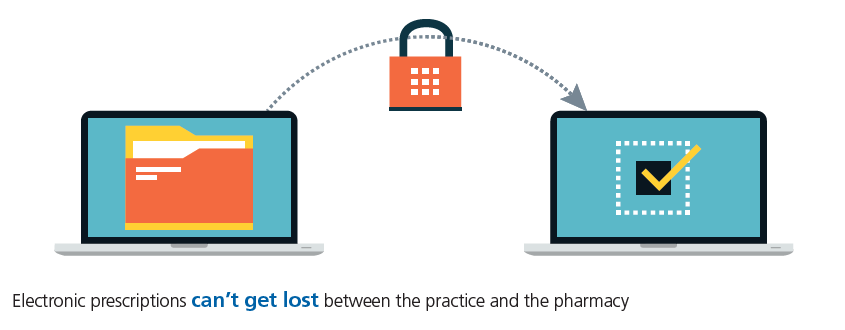 Electronic prescriptions can't get lost between the practice and the pharmacy